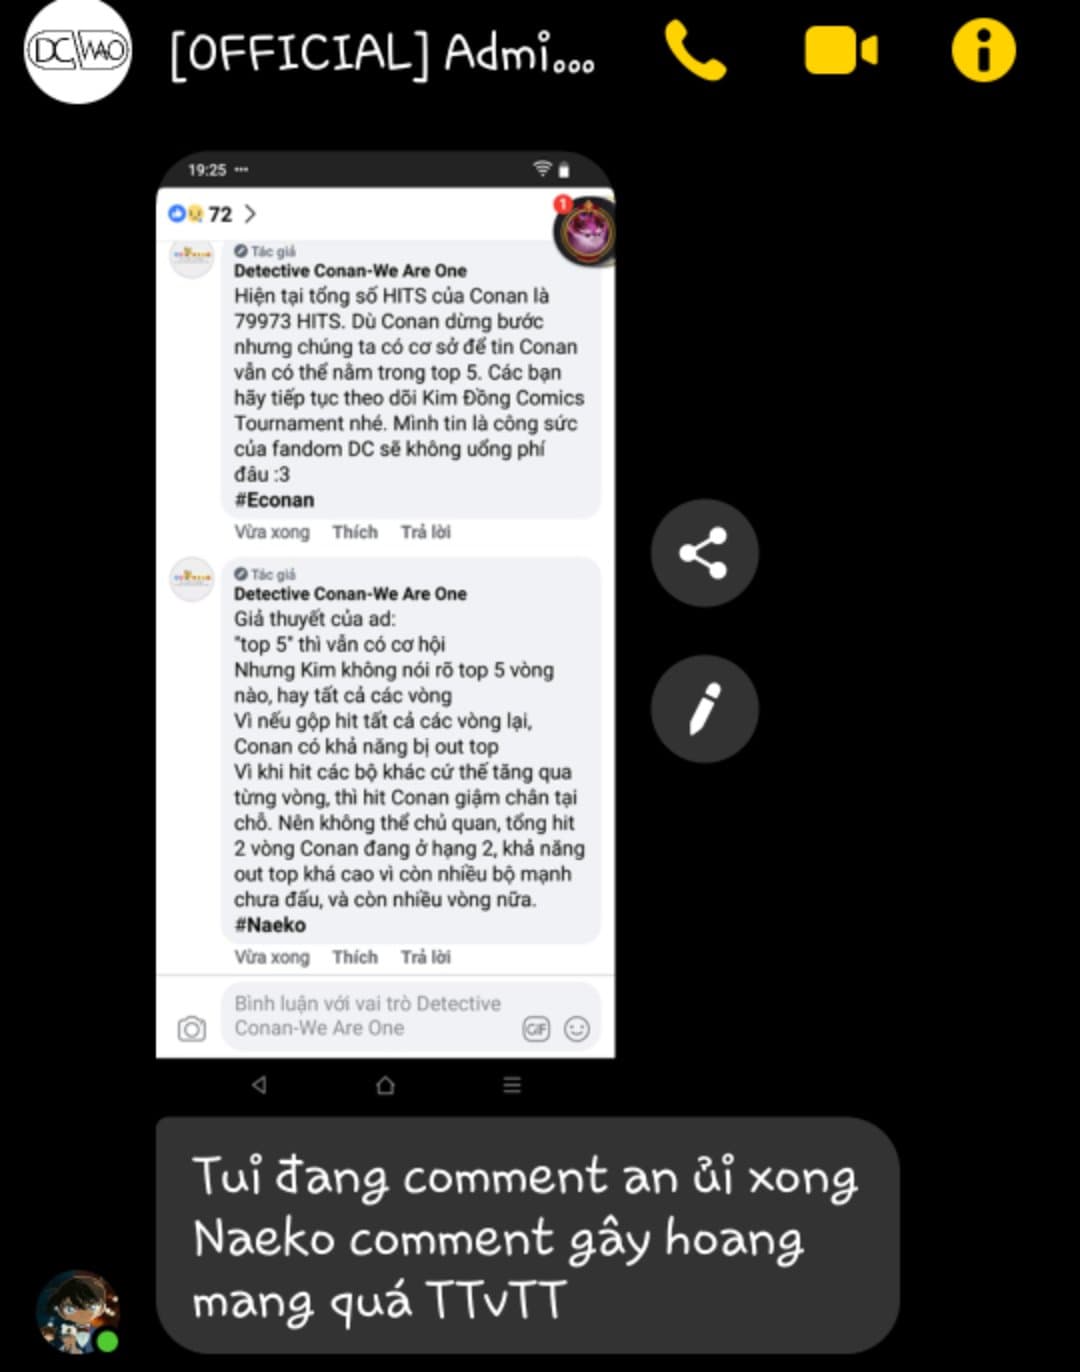 DC WAO
[OFFICIAL] Admi...
19:25 ...
72
1
Tác giả
Detective Conan-We Are One
Hiện tại tổng số HITS của Conan là
79973 HITS. Dù Conan dừng bước
nhưng chúng ta có cơ sở để tin Conan
vẫn có thể nằm trong top 5. Các bạn
hãy tiếp tục theo dõi Kim Đồng Comics
Tournament nhé. Mình tin là công sức
của fandom DC sẽ không uổng phí
đâu :3
#Econan
Vừa xong Thích Trả lời
Tác giả
Detective Conan-We Are One
Giả thuyết của ad:
"top 5" thì vẫn có cơ hội
Nhưng Kim không nói rõ top 5 vòng
nào, hay tất cả các vòng
Vì nếu gộp hit tất cả các vòng lại,
Conan có khả năng bị out top
Vì khi hit các bộ khác cứ thế tăng qua
từng vòng, thì hit Conan giậm chân tại
chỗ. Nên không thể chủ quan, tổng hit
2 vòng Conan đang ở hạng 2, khả năng
out top khá cao vì còn nhiều bộ mạnh
chưa đấu, và còn nhiều vòng nữa.
#Naeko
Vừa xong Thích Trả lời
Bình luận với vai trò Detective
Conan-We Are One
GIF
Tui đang comment an ủi xong
Naeko comment gây hoang
mang quá TTvTT